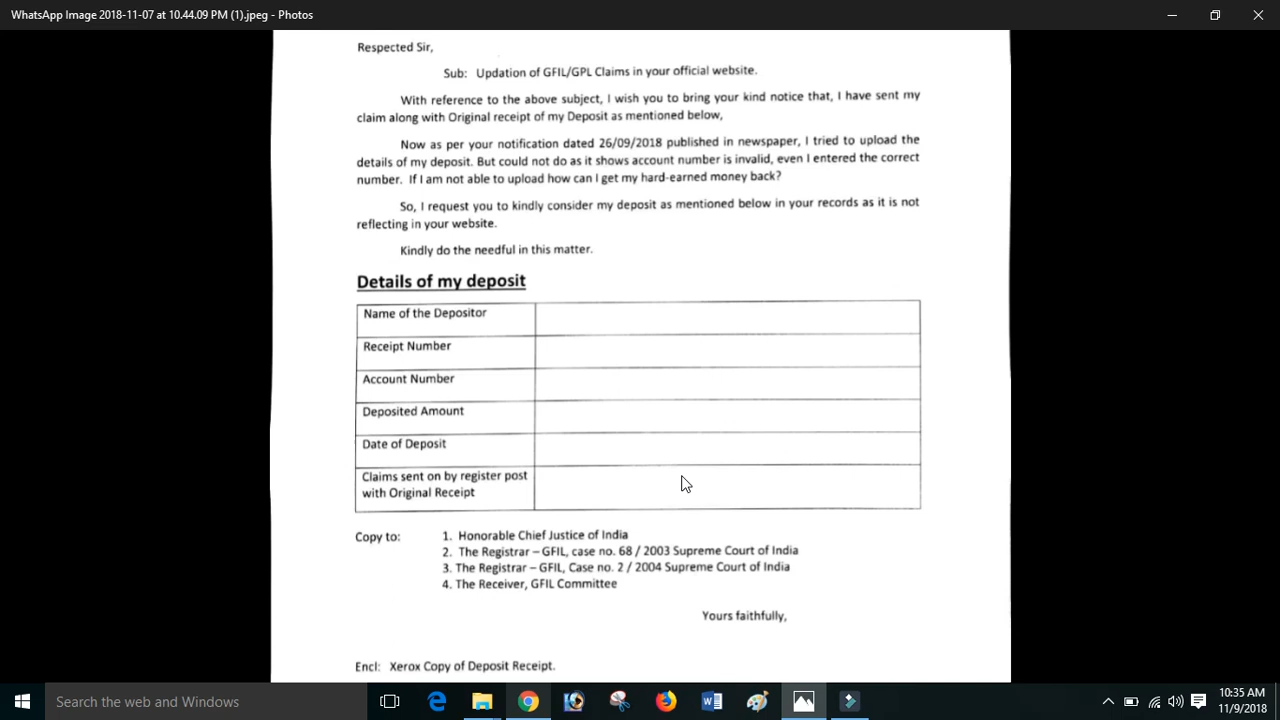 WhatsApp Image 2018-11-07 at 10.44.09 PM (1).jpeg - Photos
Respected Sir,
Sub: Updation of GFIL/GPL Claims in your official website.
With reference to the above subject, I wish you to bring your kind notice that, I have sent my
claim along with Original receipt of my Deposit as mentioned below,
Now as per your notification dated 26/09/2018 published in newspaper, I tried to upload the
details of my deposit. But could not do as it shows account number is invalid, even I entered the correct
number. If I am not able to upload how can I get my hard-earned money back?
So, I request you to kindly consider my deposit as mentioned below in your records as it is not
reflecting in your website.
Kindly do the needful in this matter.
Details of my deposit
Name of the Depositor
Receipt Number
Account Number
Deposited Amount
Date of Deposit
Claims sent on by register post
with Original Receipt
Copy to: 1. Honorable Chief Justice of India
2. The Registrar – GFIL, case no. 68 / 2003 Supreme Court of India
3. The Registrar – GFIL, Case no. 2 / 2004 Supreme Court of India
4. The Receiver, GFIL Committee
Yours faithfully,
Encl: Xerox Copy of Deposit Receipt.
Search the web and Windows
10:35 AM
11/9/2018